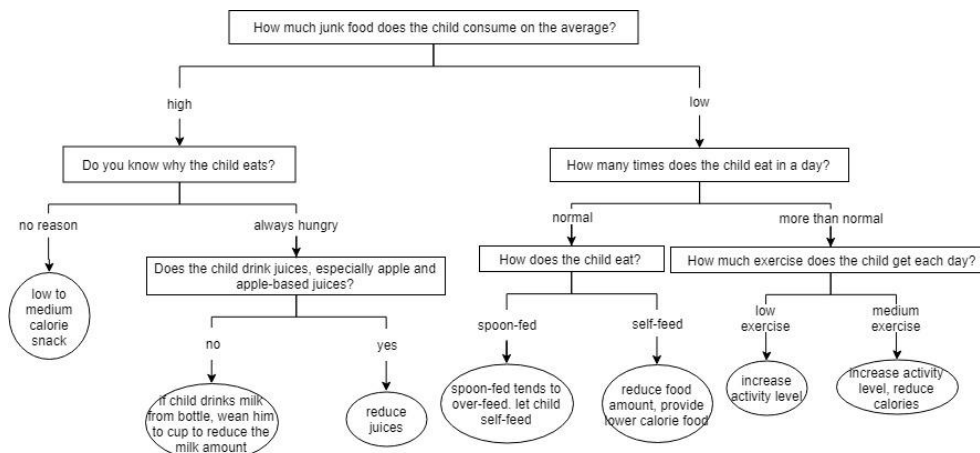 How much junk food does the child consume on the average?
high
low
Do you know why the child eats?
How many times does the child eat in a day?
no reason
always hungry
normal
more than normal
Does the child drink juices, especially apple and
apple-based juices?
How does the child eat?
How much exercise does the child get each day?
low to
medium
calorie
snack
no
yes
spoon-fed
self-feed
low
exercise
medium
exercise
if child drinks milk
from bottle, wean him
to cup to reduce the
milk amount
reduce
juices
spoon-fed tends to
over-feed. let child
self-feed
reduce food
amount, provide
lower calorie food
increase
activity level
increase activity
level, reduce
calories